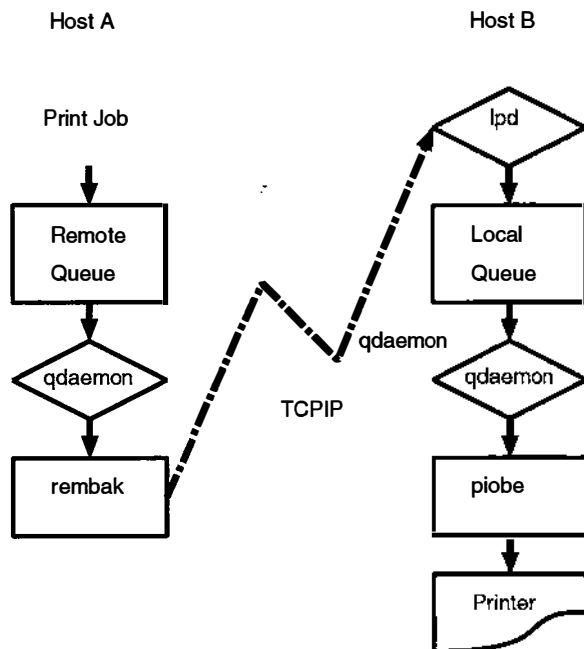 Host A
Host B
Print Job
lpd
Remote
Queue
Local
Queue
qdaemon
qdaemon
qdaemon
TCPIP
rembak
piobe
Printer